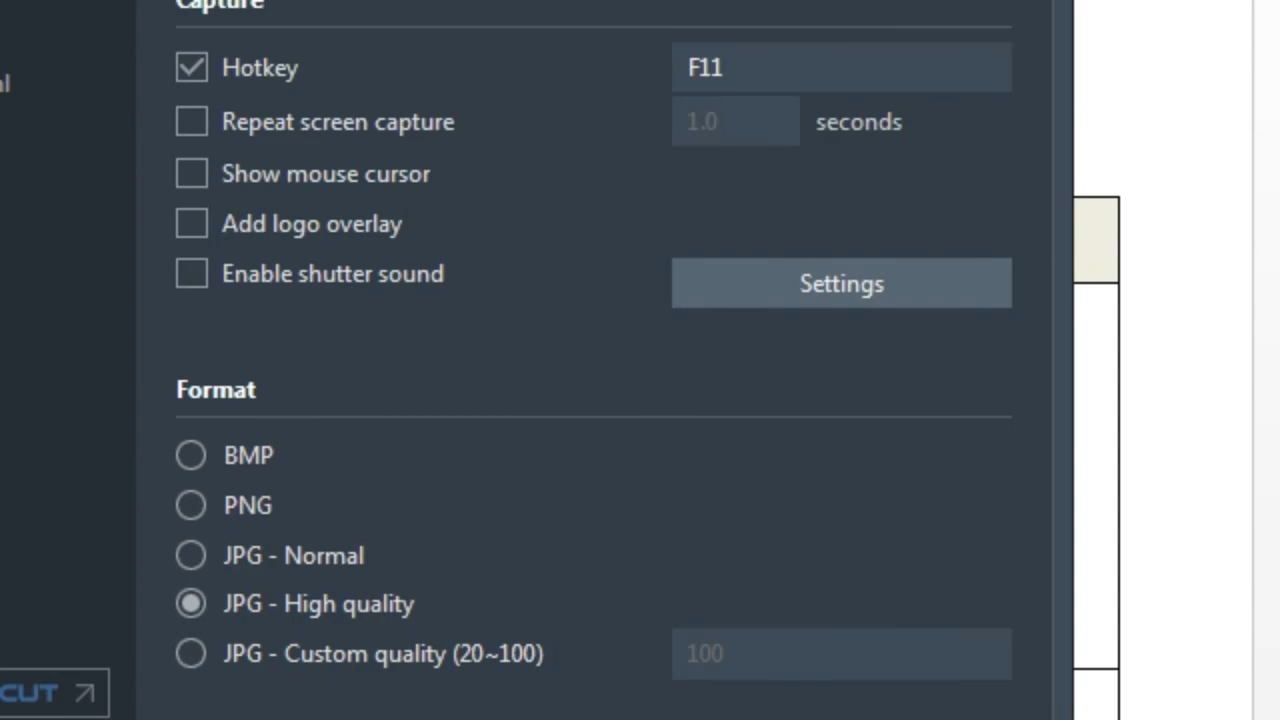 Capture
Hotkey F11
Repeat screen capture 1.0 seconds
Show mouse cursor
Add logo overlay
Enable shutter sound
Settings
Format
BMP
PNG
JPG - Normal
JPG - High quality
JPG - Custom quality (20~100) 100
CUT